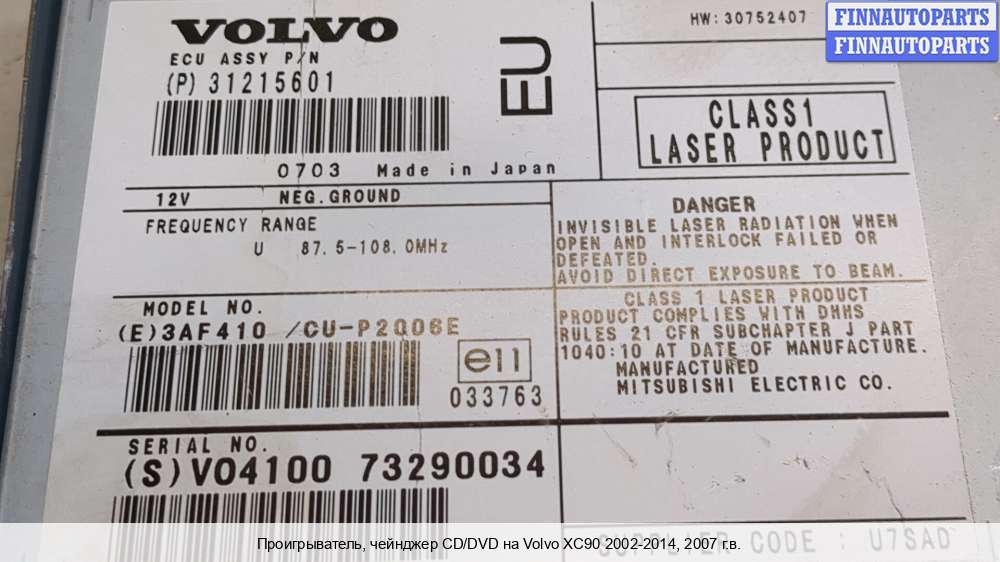 VOLVO
ECU ASSY P/N
(P) 31215601
0703 Made in Japan
EU
HW: 30752407
FINNAUTOPARTS
FINNAUTOPARTS
CLASS1
LASER PRODUCT
12V NEG.GROUND
FREQUENCY RANGE
U 87.5-108.0MHz
DANGER
INVISIBLE LASER RADIATION WHEN
OPEN AND INTERLOCK FAILED OR
DEFEATED.
AVOID DIRECT EXPOSURE TO BEAM.
MODEL NO.
(E)3AF410 /CU-P2006E
e11
033763
CLASS 1 LASER PRODUCT
PRODUCT COMPLIES WITH DHHS
RULES 21 CFR SUBCHAPTER J PART
1040:10 AT DATE OF MANUFACTURE.
MANUFACTURED
MITSUBISHI ELECTRIC CO.
SERIAL NO.
(S)VO4100 73290034
SUPPLIER CODE : U7SAD
Проигрыватель, чейнджер CD/DVD на Volvo XC90 2002-2014, 2007 г.в.